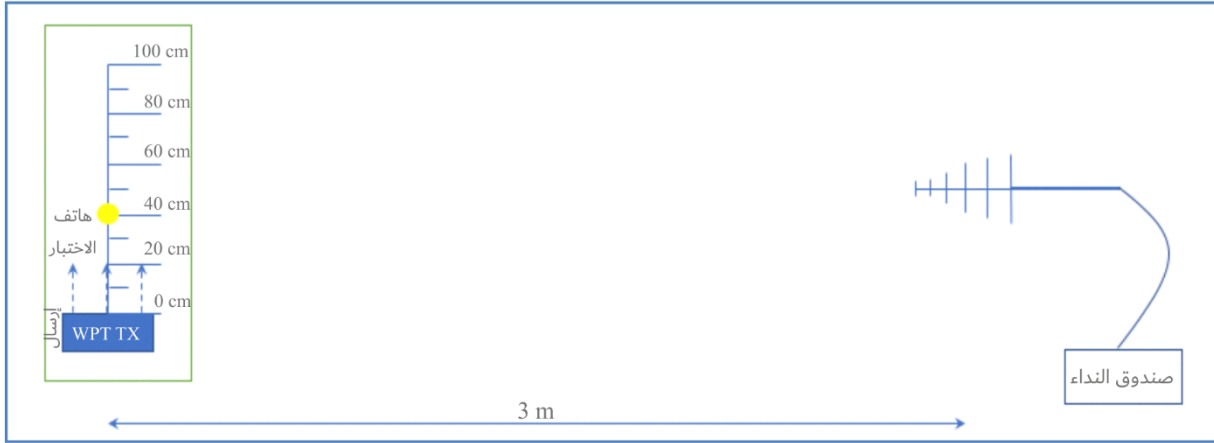 100 cm
80 cm
60 cm
40 cm
هاتف
الاختبار
20 cm
0 cm
إرسال
WPT TX
صندوق النداء
3 m